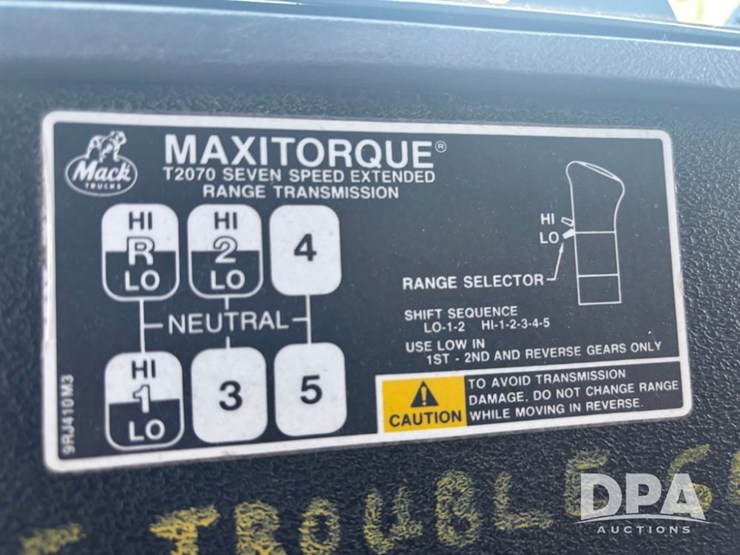 Mack
TRUCKS
MAXITORQUE®
T2070 SEVEN SPEED EXTENDED
RANGE TRANSMISSION
HI HI
R 2 4
LO LO
NEUTRAL
HI
1 3 5
LO
HI
LO
RANGE SELECTOR
SHIFT SEQUENCE
LO-1-2 HI-1-2-3-4-5
USE LOW IN
1ST - 2ND AND REVERSE GEARS ONLY
CAUTION
TO AVOID TRANSMISSION
DAMAGE. DO NOT CHANGE RANGE
WHILE MOVING IN REVERSE.
9RJ410M3
TROUBLE
DPA
AUCTIONS